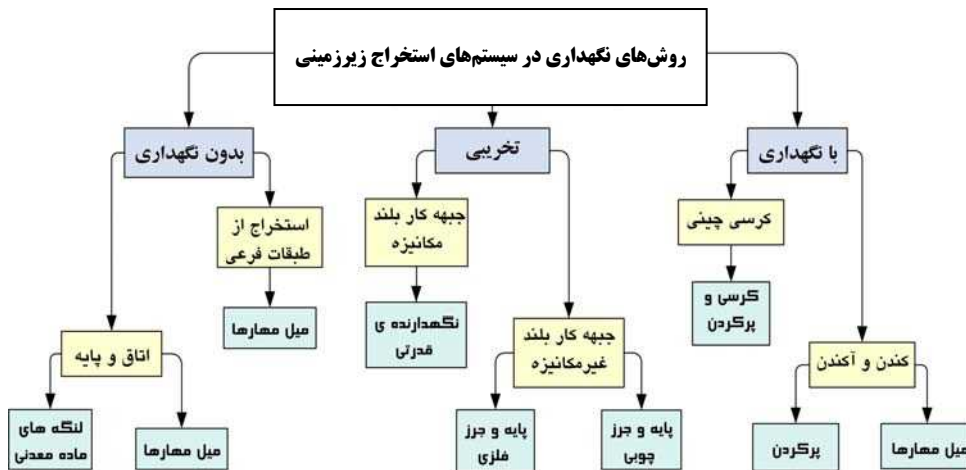 روش‌های نگهداری در سیستم‌های استخراج زیرزمینی
با نگهداری
تخریبی
بدون نگهداری
کرسی چینی
جبهه کار بلند
مکانیزه
استخراج از
طبقات فرعی
کرسی و
پرکردن
نگهدارنده ی
قدرتی
میل مهارها
کندن و آکندن
جبهه کار بلند
غیرمکانیزه
اتاق و پایه
میل مهارها
پرکردن
پایه و جرز
چوبی
پایه و جرز
فلزی
میل مهارها
لنگه های
ماده معدنی